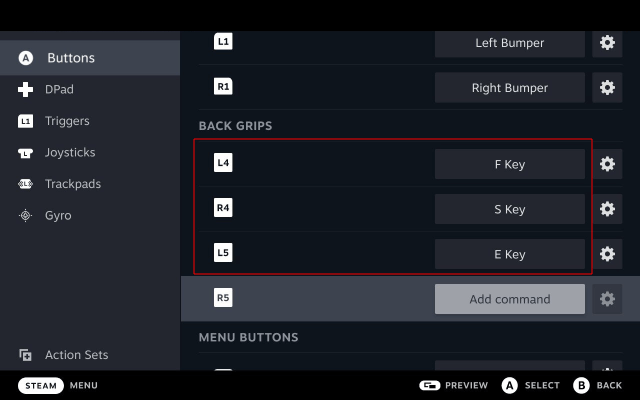 L1 Left Bumper
A Buttons
R1 Right Bumper
DPad
L1 Triggers
BACK GRIPS
L Joysticks
L4 F Key
Trackpads
R4 S Key
Gyro
L5 E Key
R5 Add command
MENU BUTTONS
Action Sets
STEAM MENU
PREVIEW A SELECT B BACK